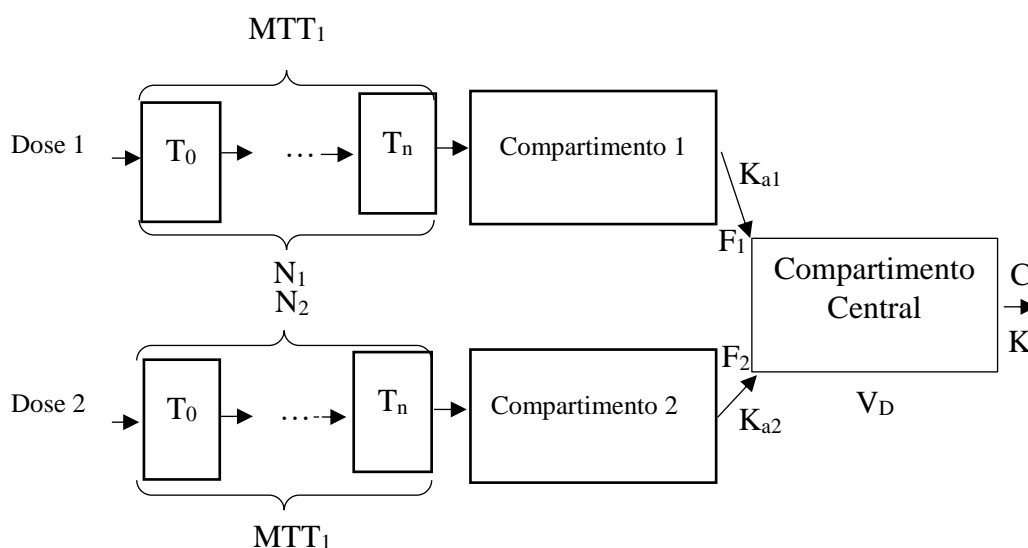 MTT₁
Dose 1
T₀
...
Tₙ
Compartimento 1
Kₐ₁
F₁
N₁
N₂
Compartimento
Central
C
K
V_D
F₂
Dose 2
T₀
...
Tₙ
Compartimento 2
Kₐ₂
MTT₁